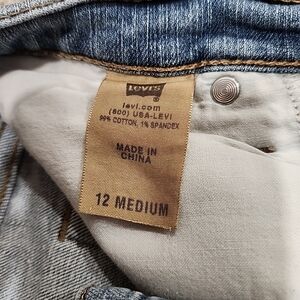 Levi's
levi.com
(800) USA-LEVI
99% COTTON, 1% SPANDEX
MADE IN
CHINA
12 MEDIUM